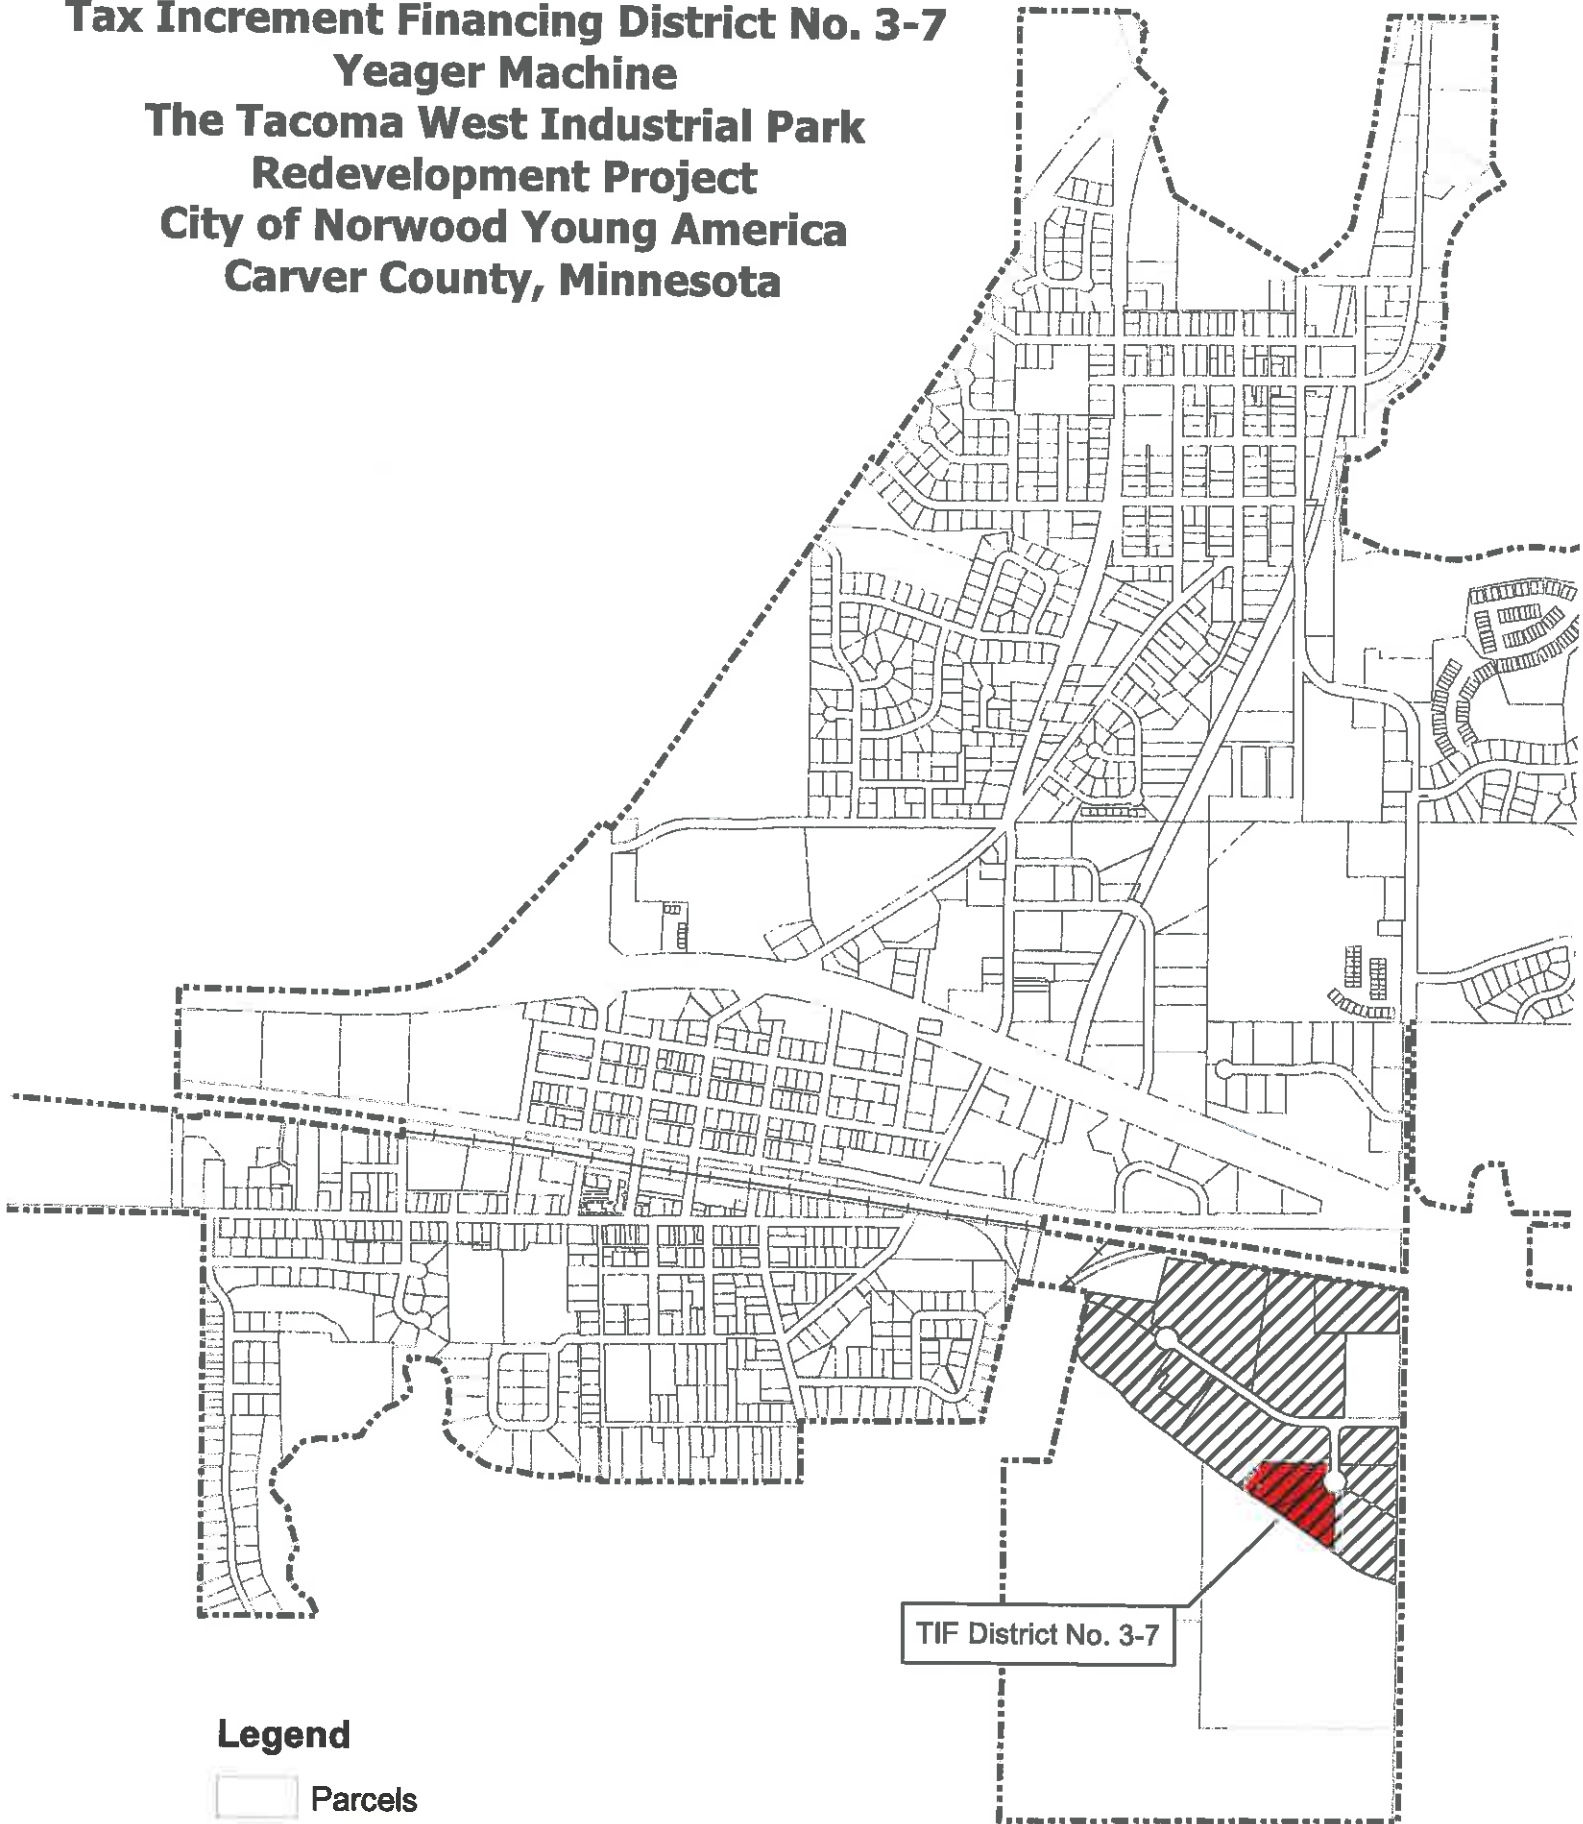 Tax Increment Financing District No. 3-7
Yeager Machine
The Tacoma West Industrial Park
Redevelopment Project
City of Norwood Young America
Carver County, Minnesota
TIF District No. 3-7
Legend
Parcels